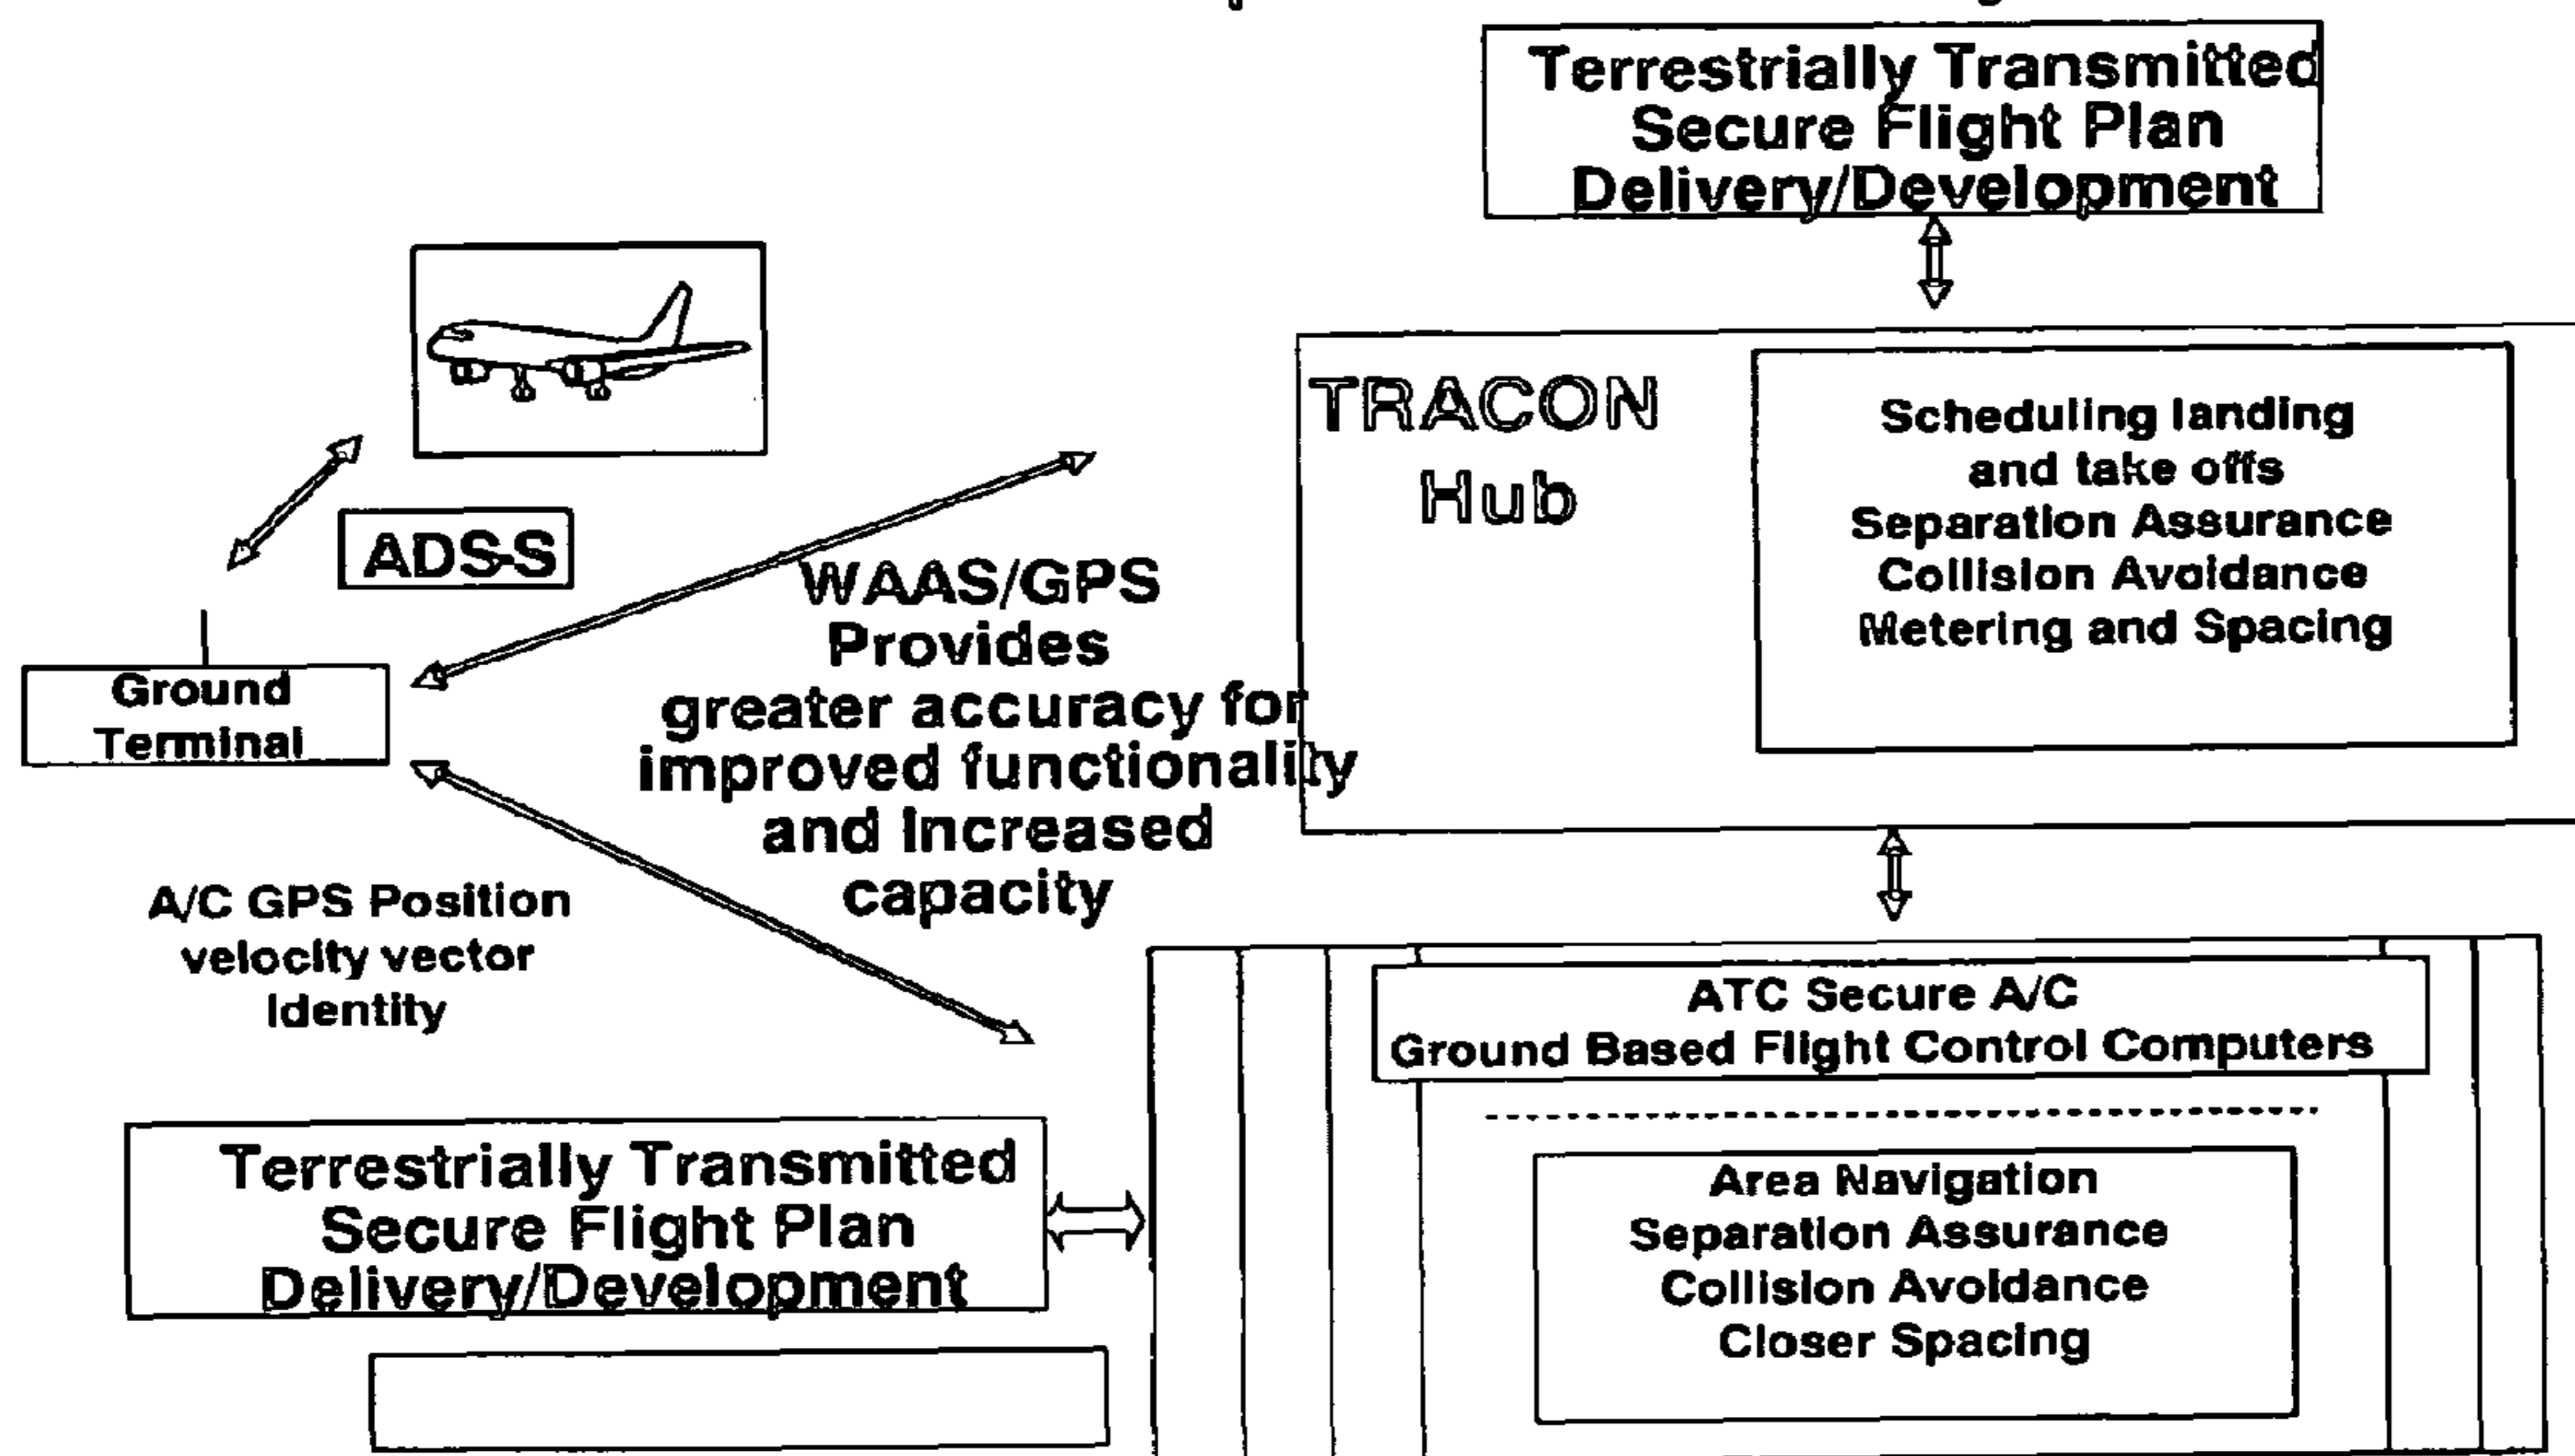 Terrestrially Transmitted
Secure Flight Plan
Delivery/Development
TRACON
Hub
Scheduling landing
and take offs
Separation Assurance
Collision Avoidance
Metering and Spacing
ADS-S
WAAS/GPS
Provides
greater accuracy for
improved functionality
and Increased
capacity
Ground
Terminal
A/C GPS Position
velocity vector
Identity
ATC Secure A/C
Ground Based Flight Control Computers
Area Navigation
Separation Assurance
Collision Avoidance
Closer Spacing
Terrestrially Transmitted
Secure Flight Plan
Delivery/Development